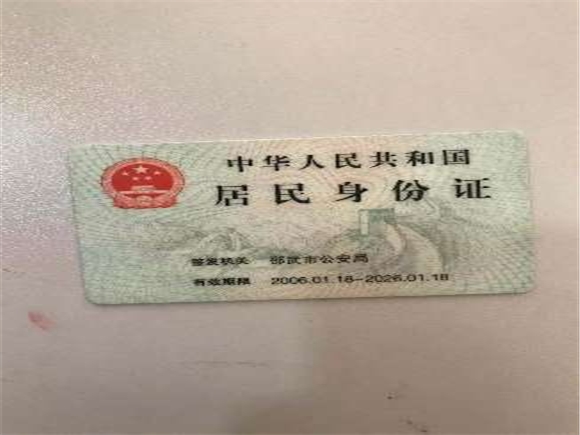 中华人民共和国
居民身份证
签发机关 邵武市公安局
有效期限 2006.01.18-2026.01.18